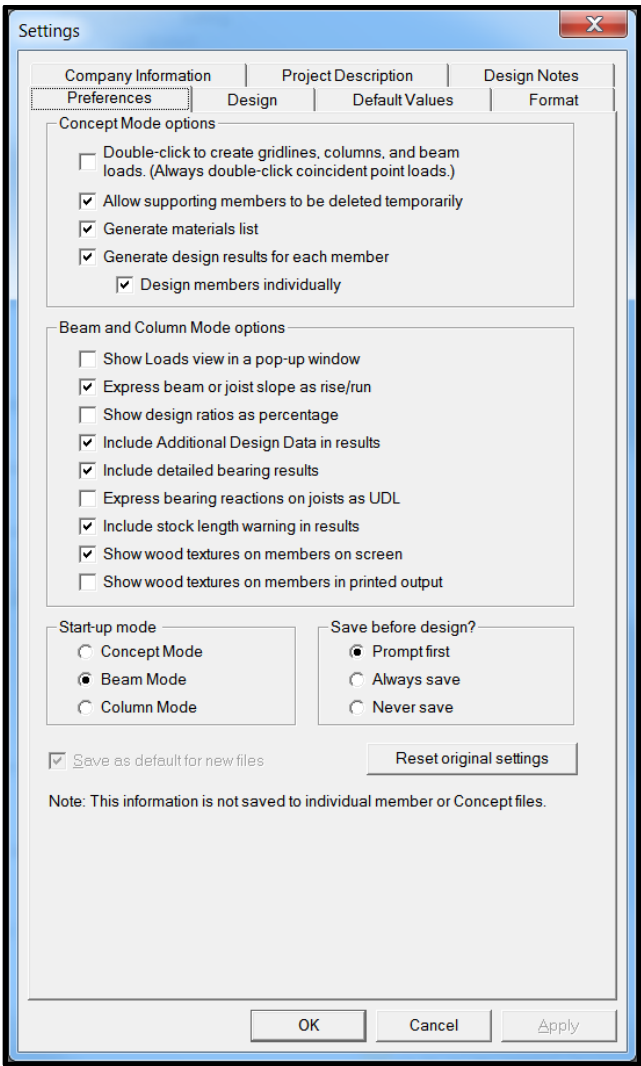 Settings
X
Company Information
Project Description
Design Notes
Preferences
Design
Default Values
Format
Concept Mode options
Double-click to create gridlines, columns, and beam
loads. (Always double-click coincident point loads.)
Allow supporting members to be deleted temporarily
Generate materials list
Generate design results for each member
Design members individually
Beam and Column Mode options
Show Loads view in a pop-up window
Express beam or joist slope as rise/run
Show design ratios as percentage
Include Additional Design Data in results
Include detailed bearing results
Express bearing reactions on joists as UDL
Include stock length warning in results
Show wood textures on members on screen
Show wood textures on members in printed output
Start-up mode
Concept Mode
Beam Mode
Column Mode
Save before design?
Prompt first
Always save
Never save
Save as default for new files
Reset original settings
Note: This information is not saved to individual member or Concept files.
OK
Cancel
Apply